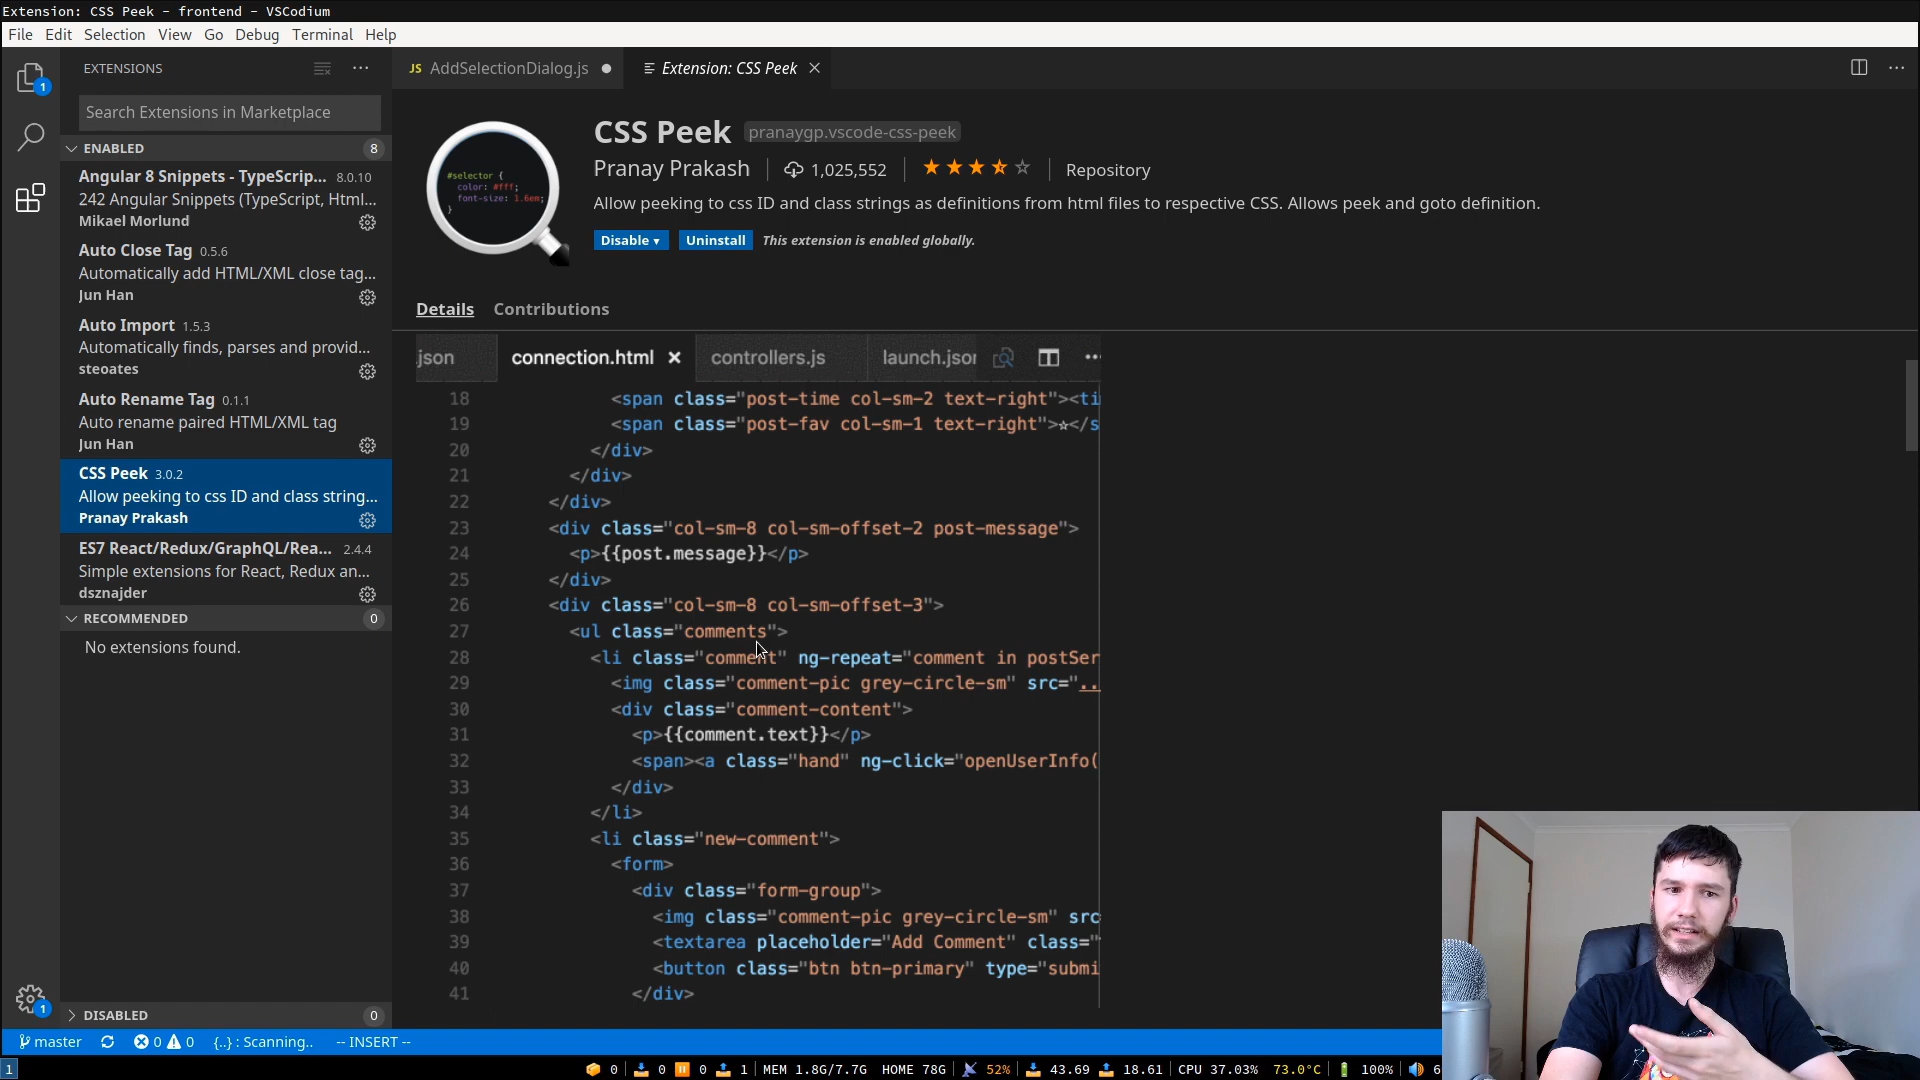 Extension: CSS Peek - frontend - VSCodium
File Edit Selection View Go Debug Terminal Help
EXTENSIONS
Search Extensions in Marketplace
ENABLED 8
Angular 8 Snippets - TypeScrip... 8.0.10
242 Angular Snippets (TypeScript, Html...
Mikael Morlund
Auto Close Tag 0.5.6
Automatically add HTML/XML close tag...
Jun Han
Auto Import 1.5.3
Automatically finds, parses and provid...
steoates
Auto Rename Tag 0.1.1
Auto rename paired HTML/XML tag
Jun Han
CSS Peek 3.0.2
Allow peeking to css ID and class string...
Pranay Prakash
ES7 React/Redux/GraphQL/Rea... 2.4.4
Simple extensions for React, Redux an...
dsznajder
RECOMMENDED 0
No extensions found.
DISABLED 0
JS AddSelectionDialog.js
Extension: CSS Peek
#selector {
color: #fff;
font-size: 1.6em;
}
CSS Peek pranaygp.vscode-css-peek
Pranay Prakash 1,025,552 Repository
Allow peeking to css ID and class strings as definitions from html files to respective CSS. Allows peek and goto definition.
Disable Uninstall This extension is enabled globally.
Details Contributions
.json connection.html controllers.js launch.jsor
18 <span class="post-time col-sm-2 text-right"><ti
19 <span class="post-fav col-sm-1 text-right">☆</s
20 </div>
21 </div>
22 </div>
23 <div class="col-sm-8 col-sm-offset-2 post-message">
24 <p>{{post.message}}</p>
25 </div>
26 <div class="col-sm-8 col-sm-offset-3">
27 <ul class="comments">
28 <li class="comment" ng-repeat="comment in postSer
29 <img class="comment-pic grey-circle-sm" src="..
30 <div class="comment-content">
31 <p>{{comment.text}}</p>
32 <span><a class="hand" ng-click="openUserInfo(
33 </div>
34 </li>
35 <li class="new-comment">
36 <form>
37 <div class="form-group">
38 <img class="comment-pic grey-circle-sm" src
39 <textarea placeholder="Add Comment" class="
40 <button class="btn btn-primary" type="submi
41 </div>
1
1
master 0 0 {..} : Scanning.. -- INSERT --
1 0 0 0 1 MEM 1.8G/7.7G HOME 78G 52% 43.69 18.61 CPU 37.03% 73.0°C 100% 6